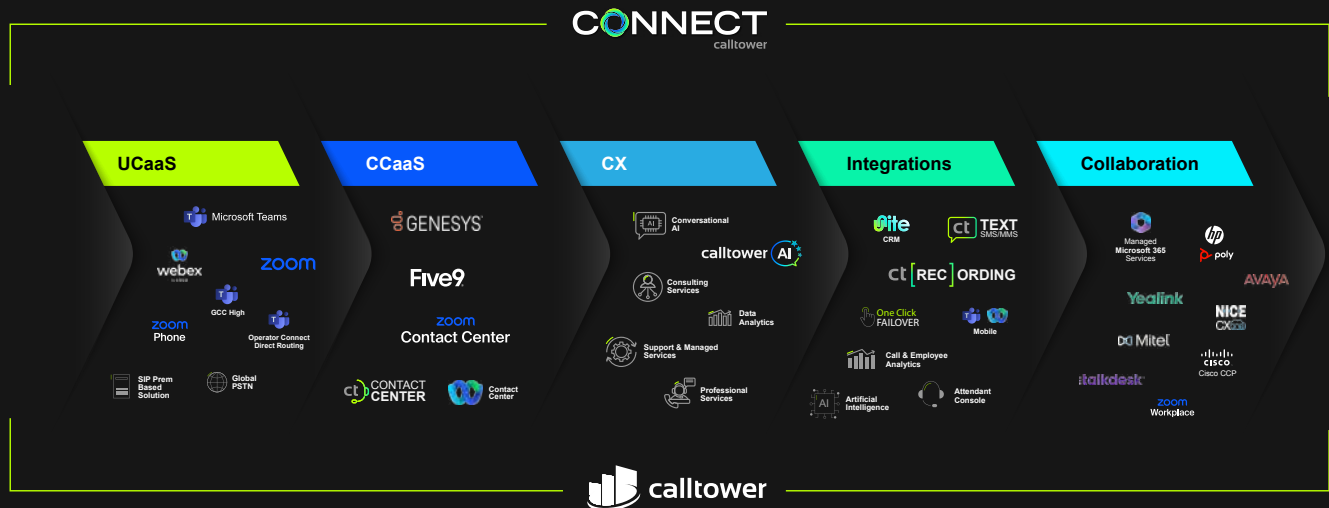 CONNECT
calltower
UCaaS
Microsoft Teams
webex
zoom
GCC High
zoom
Phone
Operator Connect
Direct Routing
SIP Prem
Based
Solution
Global
PSTN
CCaaS
GENESYS
Five9
zoom
Contact Center
ct CONTACT
CENTER
Contact
Center
CX
Conversational
AI
calltower AI
Consulting
Services
Data
Analytics
Support & Managed
Services
Professional
Services
Integrations
CRM
ct TEXT
SMS/MMS
ct [REC]ORDING
One Click
FAILOVER
Mobile
Call & Employee
Analytics
AI
Artificial
Intelligence
Attendant
Console
Collaboration
Managed
Microsoft 365
Services
hp
poly
AVAYA
Yealink
NICE
CXone
Mitel
CISCO
Cisco CCP
talkdesk
zoom
Workplace
calltower